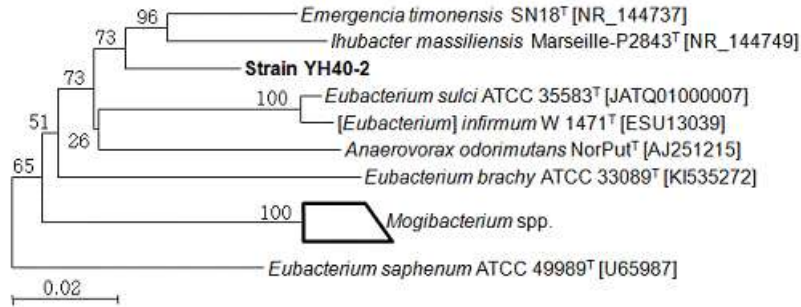 96
Emergencia timonensis SN18ᵀ [NR_144737]
73
Ihubacter massiliensis Marseille-P2843ᵀ [NR_144749]
Strain YH40-2
73
100
Eubacterium sulci ATCC 35583ᵀ [JATQ01000007]
51
[Eubacterium] infirmum W 1471ᵀ [ESU13039]
26
Anaerovorax odorimutans NorPutᵀ [AJ251215]
65
Eubacterium brachy ATCC 33089ᵀ [KI535272]
100
Mogibacterium spp.
Eubacterium saphenum ATCC 49989ᵀ [U65987]
0.02